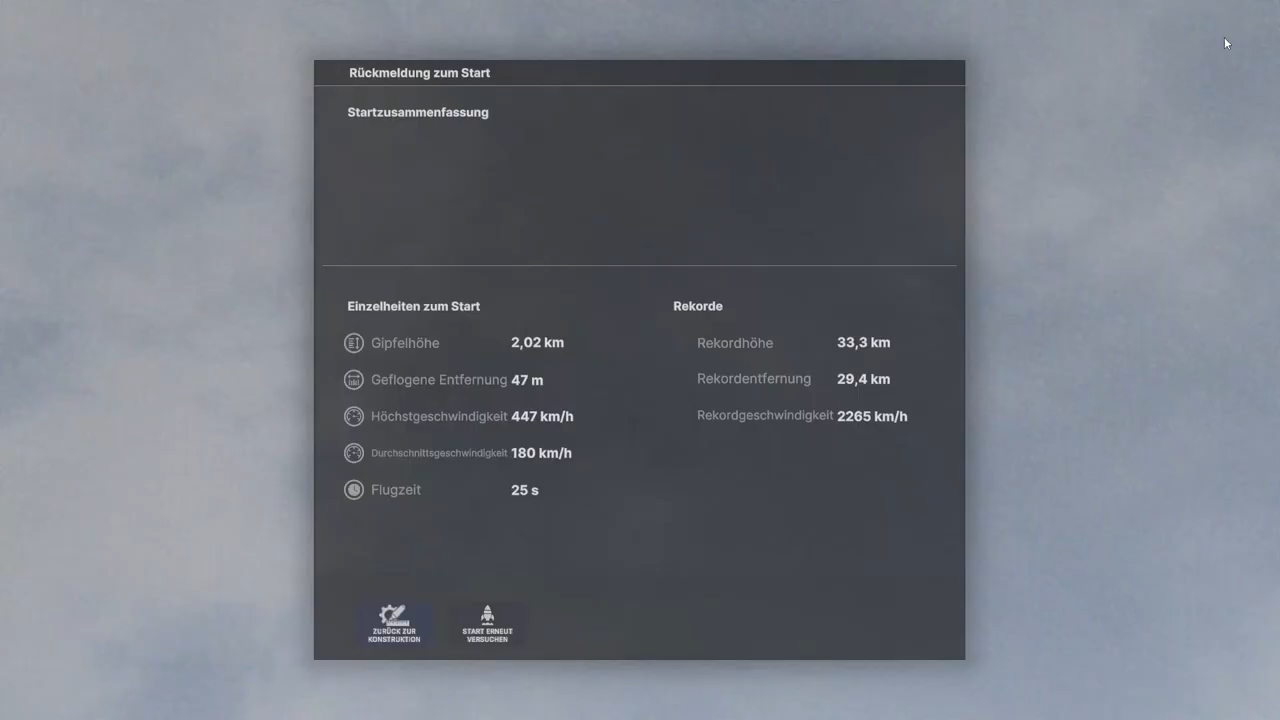 Rückmeldung zum Start
Startzusammenfassung
Einzelheiten zum Start
Gipfelhöhe 2,02 km
Geflogene Entfernung 47 m
Höchstgeschwindigkeit 447 km/h
Durchschnittsgeschwindigkeit 180 km/h
Flugzeit 25 s
Rekorde
Rekordhöhe 33,3 km
Rekordentfernung 29,4 km
Rekordgeschwindigkeit 2265 km/h
ZURÜCK ZUR
KONSTRUKTION
START ERNEUT
VERSUCHEN